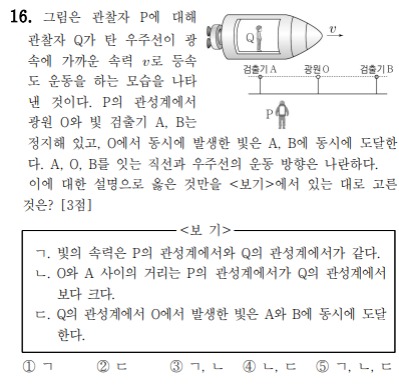 16. 그림은 관찰자 P에 대해
관찰자 Q가 탄 우주선이 광
속에 가까운 속력 v로 등속
도 운동을 하는 모습을 나타
낸 것이다. P의 관성계에서
광원 O와 빛 검출기 A, B는
Q
v
검출기 A 광원 O 검출기 B
P
정지해 있고, O에서 동시에 발생한 빛은 A, B에 동시에 도달한
다. A, O, B를 잇는 직선과 우주선의 운동 방향은 나란하다.
이에 대한 설명으로 옳은 것만을 <보기>에서 있는 대로 고른
것은? [3점]
<보 기>
ㄱ. 빛의 속력은 P의 관성계에서와 Q의 관성계에서가 같다.
ㄴ. O와 A 사이의 거리는 P의 관성계에서가 Q의 관성계에서
보다 크다.
ㄷ. Q의 관성계에서 O에서 발생한 빛은 A와 B에 동시에 도달
한다.
① ㄱ ② ㄷ ③ ㄱ, ㄴ ④ ㄴ, ㄷ ⑤ ㄱ, ㄴ, ㄷ